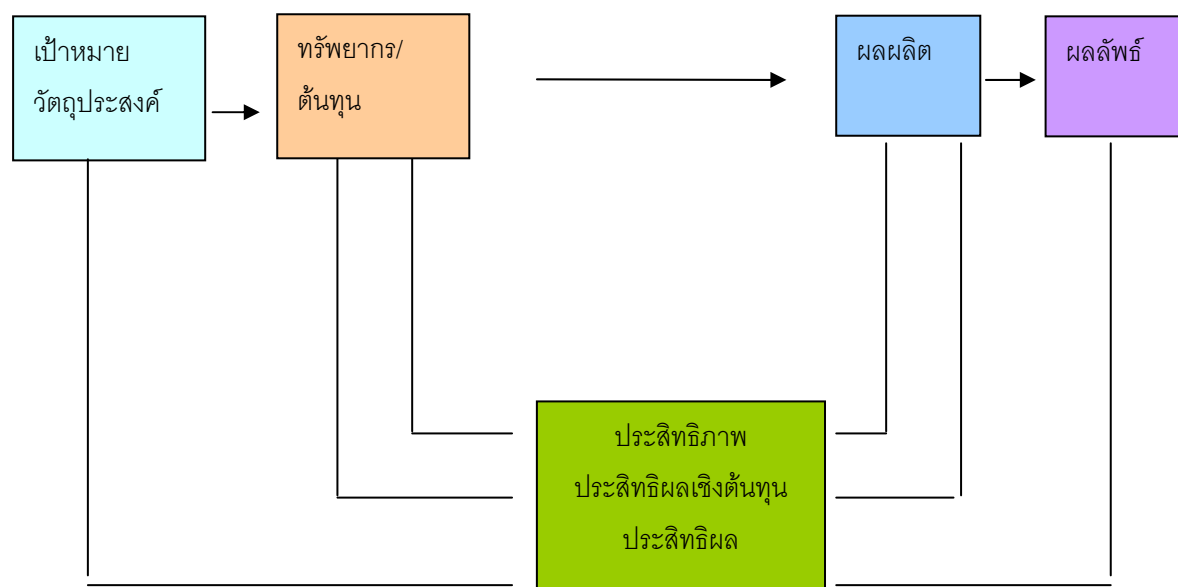 เป้าหมาย
วัตถุประสงค์
ทรัพยากร/
ต้นทุน
ผลผลิต
ผลลัพธ์
ประสิทธิภาพ
ประสิทธิผลเชิงต้นทุน
ประสิทธิผล